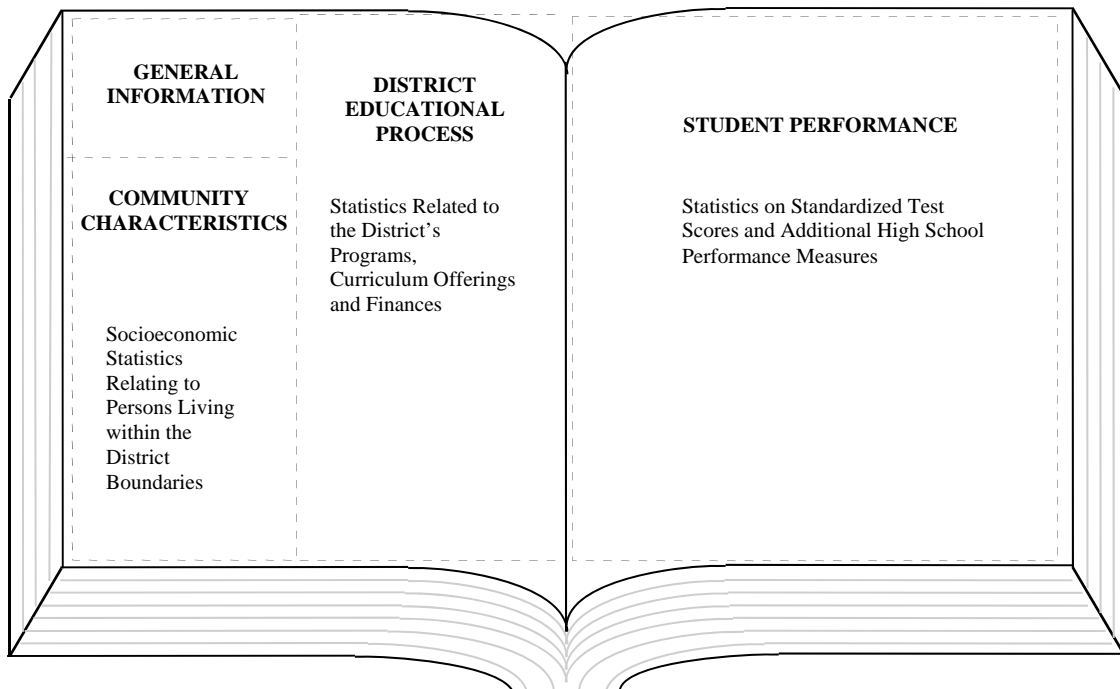 GENERAL
INFORMATION
COMMUNITY
CHARACTERISTICS
Socioeconomic
Statistics
Relating to
Persons Living
within the
District
Boundaries
DISTRICT
EDUCATIONAL
PROCESS
Statistics Related to
the District’s
Programs,
Curriculum Offerings
and Finances
STUDENT PERFORMANCE
Statistics on Standardized Test
Scores and Additional High School
Performance Measures